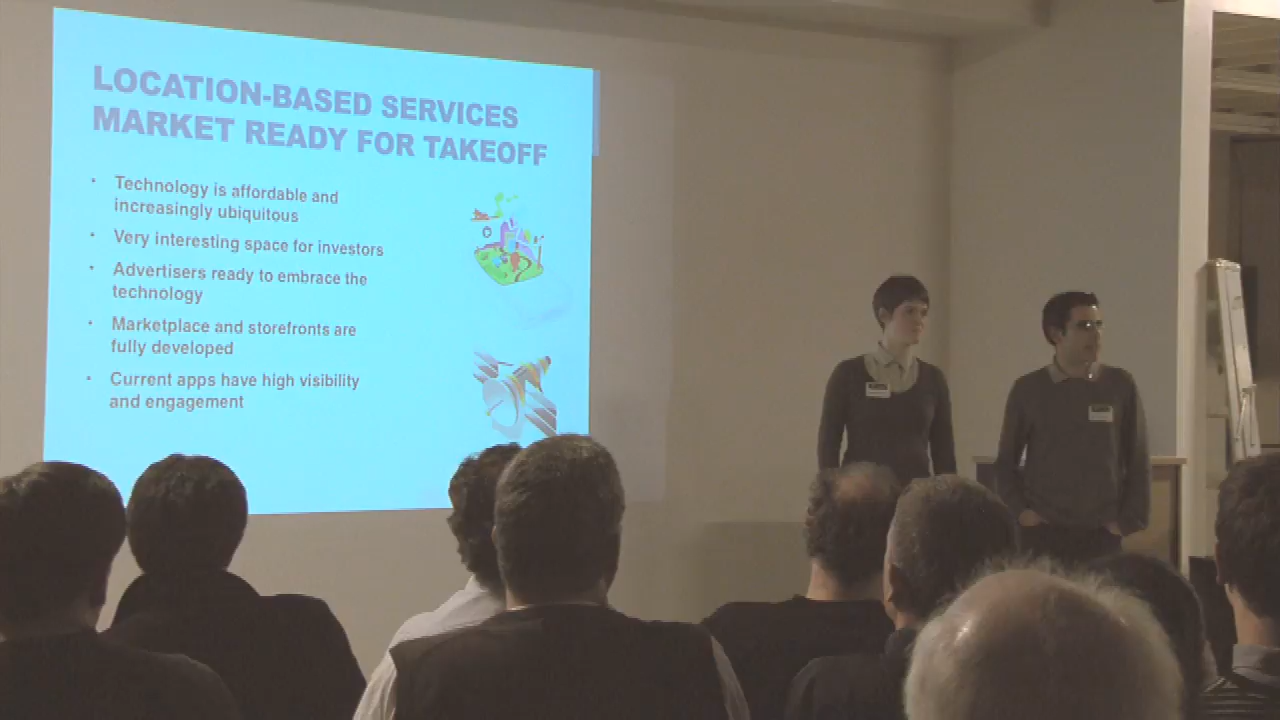 LOCATION-BASED SERVICES
MARKET READY FOR TAKEOFF
• Technology is affordable and
increasingly ubiquitous
• Very interesting space for investors
• Advertisers ready to embrace the
technology
• Marketplace and storefronts are
fully developed
• Current apps have high visibility
and engagement